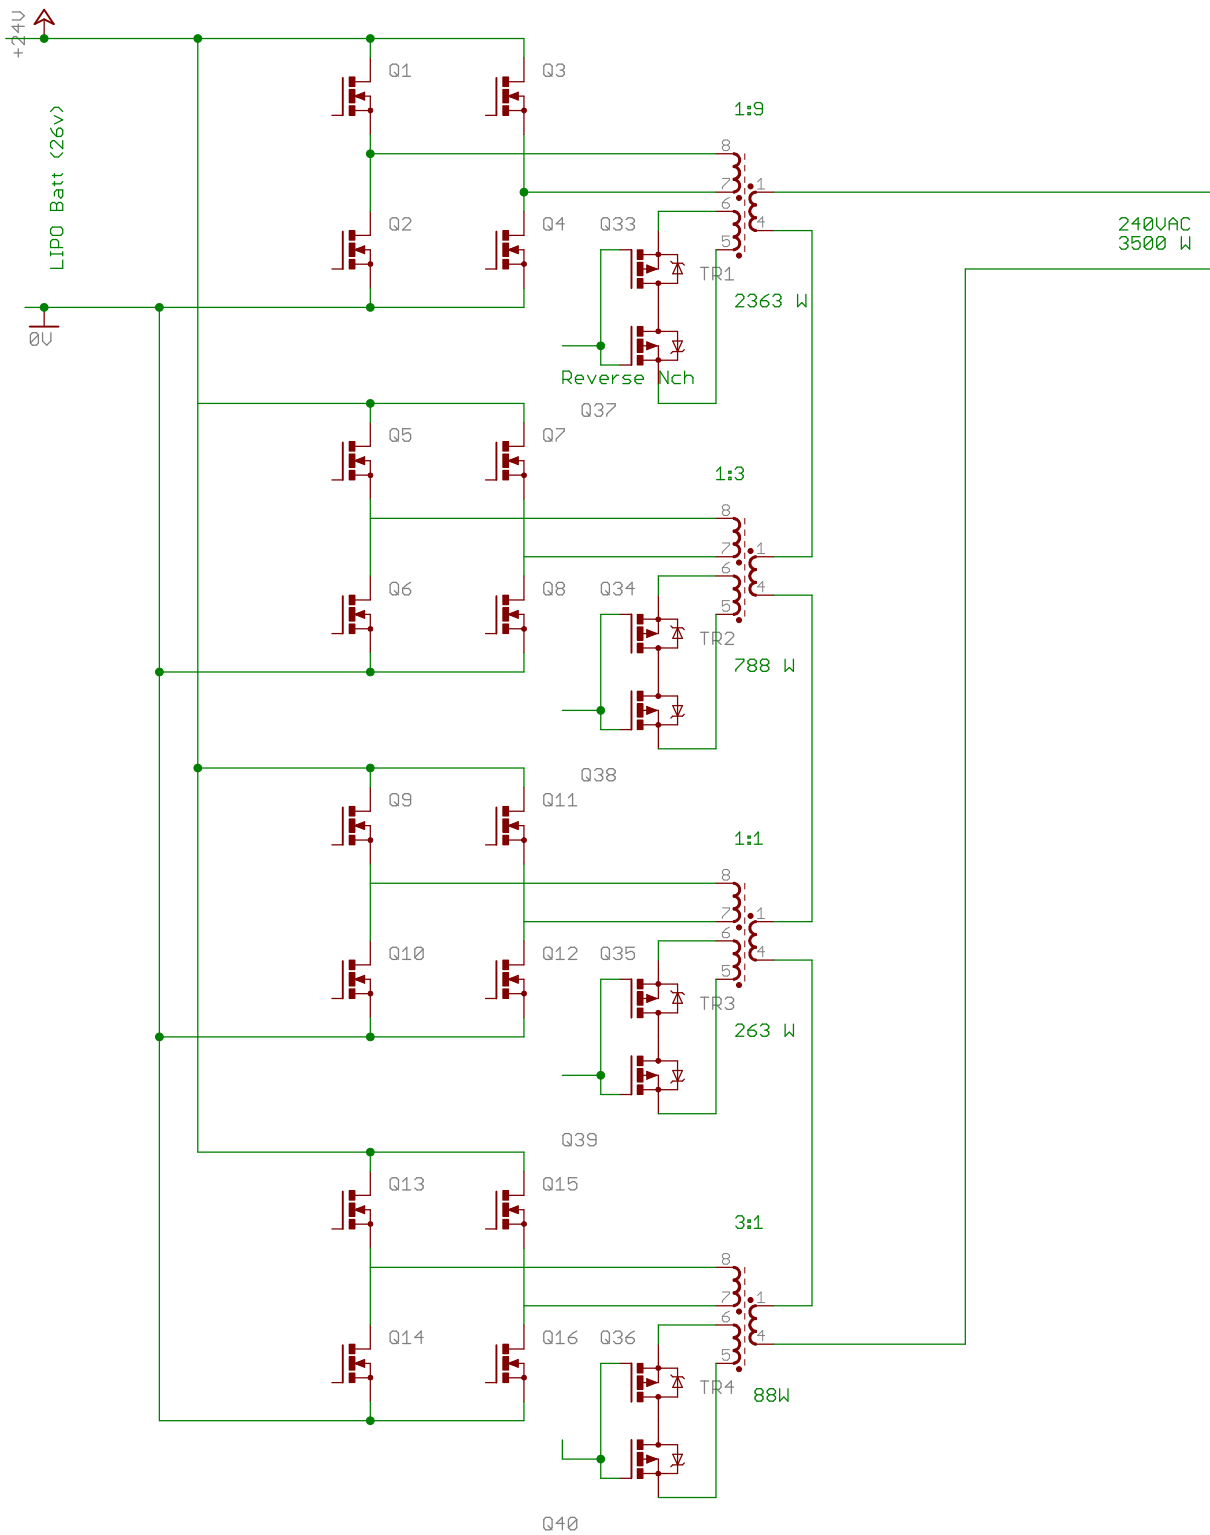 +24V
LIPO Batt (26v)
0V
Q1
Q3
1:9
8
7
1
6
4
5
Q2
Q4
Q33
TR1
2363 W
240VAC
3500 W
Reverse Nch
Q37
Q5
Q7
1:3
8
7
1
6
4
5
Q6
Q8
Q34
TR2
788 W
Q38
Q9
Q11
1:1
8
7
1
6
4
5
Q10
Q12
Q35
TR3
263 W
Q39
Q13
Q15
3:1
8
7
1
6
4
5
Q14
Q16
Q36
TR4
88W
Q40